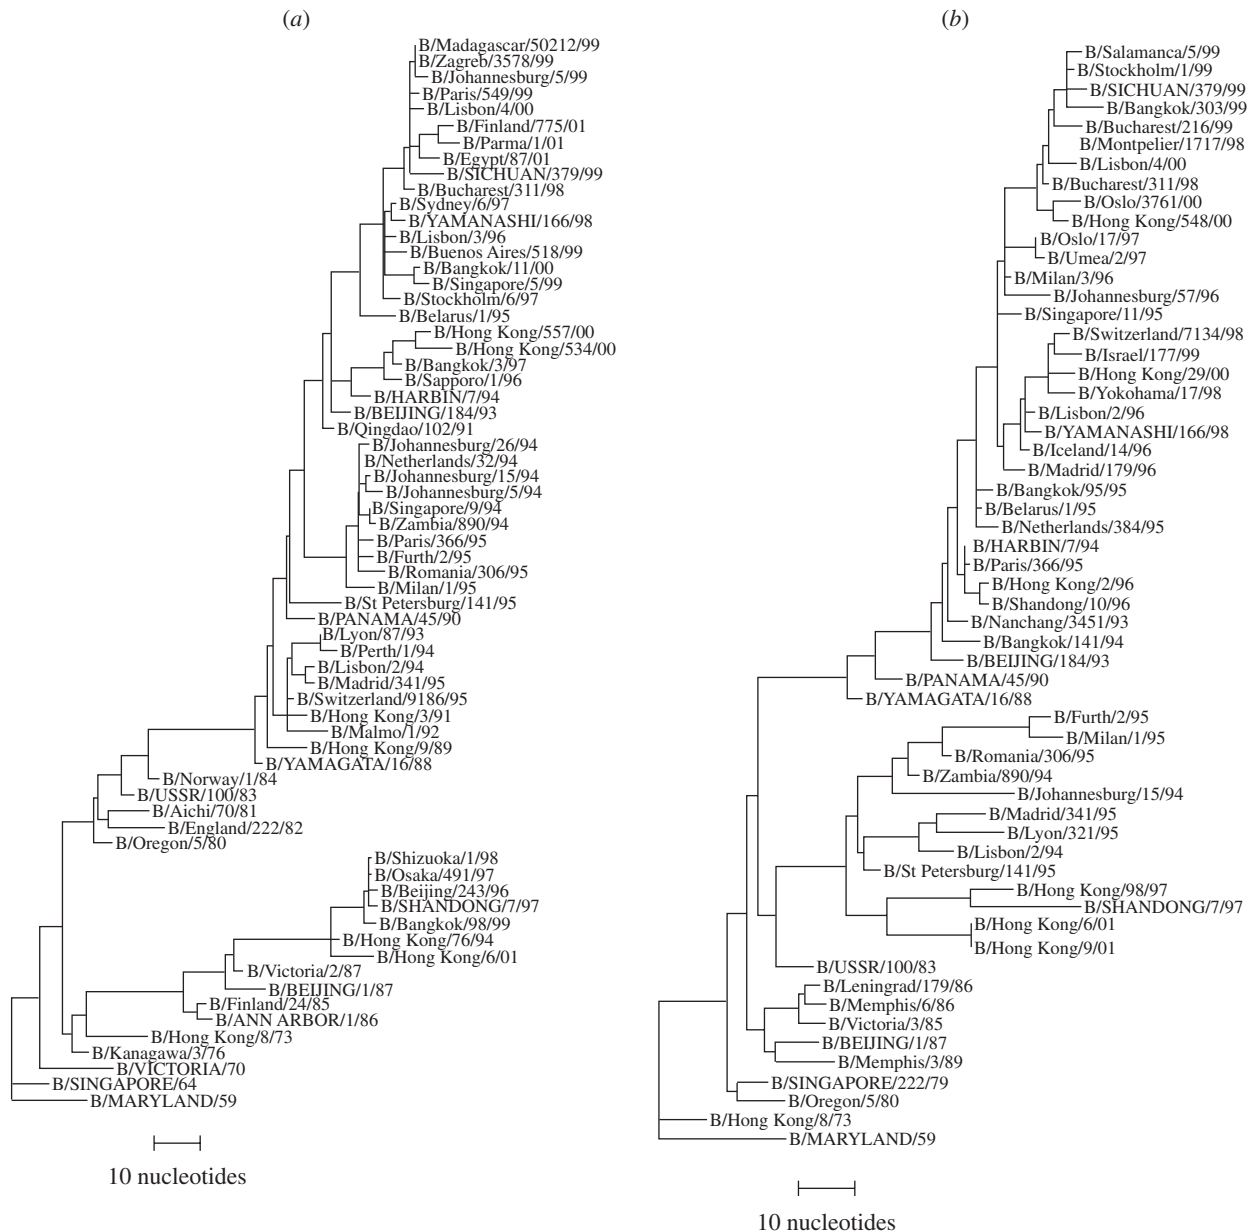 (a)
B/Madagascar/50212/99
B/Zagreb/3578/99
B/Johannesburg/5/99
B/Paris/549/99
B/Lisbon/4/00
B/Finland/775/01
B/Parma/1/01
B/Egypt/87/01
B/SICHUAN/379/99
B/Bucharest/311/98
B/Sydney/6/97
B/YAMANASHI/166/98
B/Lisbon/3/96
B/Buenos Aires/518/99
B/Bangkok/11/00
B/Singapore/5/99
B/Stockholm/6/97
B/Belarus/1/95
B/Hong Kong/557/00
B/Hong Kong/534/00
B/Bangkok/3/97
B/Sapporo/1/96
B/HARBIN/7/94
B/BEIJING/184/93
B/Qingdao/102/91
B/Johannesburg/26/94
B/Netherlands/32/94
B/Johannesburg/15/94
B/Johannesburg/5/94
B/Singapore/9/94
B/Zambia/890/94
B/Paris/366/95
B/Furth/2/95
B/Romania/306/95
B/Milan/1/95
B/St Petersburg/141/95
B/PANAMA/45/90
B/Lyon/87/93
B/Perth/1/94
B/Lisbon/2/94
B/Madrid/341/95
B/Switzerland/9186/95
B/Hong Kong/3/91
B/Malmo/1/92
B/Hong Kong/9/89
B/YAMAGATA/16/88
B/Norway/1/84
B/USSR/100/83
B/Aichi/70/81
B/England/222/82
B/Oregon/5/80
B/Shizuoka/1/98
B/Osaka/491/97
B/Beijing/243/96
B/SHANDONG/7/97
B/Bangkok/98/99
B/Hong Kong/76/94
B/Hong Kong/6/01
B/Victoria/2/87
B/BEIJING/1/87
B/Finland/24/85
B/ANN ARBOR/1/86
B/Hong Kong/8/73
B/Kanagawa/3/76
B/VICTORIA/70
B/SINGAPORE/64
B/MARYLAND/59
10 nucleotides
(b)
B/Salamanca/5/99
B/Stockholm/1/99
B/SICHUAN/379/99
B/Bangkok/303/99
B/Bucharest/216/99
B/Montpelier/1717/98
B/Lisbon/4/00
B/Bucharest/311/98
B/Oslo/3761/00
B/Hong Kong/548/00
B/Oslo/17/97
B/Umea/2/97
B/Milan/3/96
B/Johannesburg/57/96
B/Singapore/11/95
B/Switzerland/7134/98
B/Israel/177/99
B/Hong Kong/29/00
B/Yokohama/17/98
B/Lisbon/2/96
B/YAMANASHI/166/98
B/Iceland/14/96
B/Madrid/179/96
B/Bangkok/95/95
B/Belarus/1/95
B/Netherlands/384/95
B/HARBIN/7/94
B/Paris/366/95
B/Hong Kong/2/96
B/Shandong/10/96
B/Nanchang/3451/93
B/Bangkok/141/94
B/BEIJING/184/93
B/PANAMA/45/90
B/YAMAGATA/16/88
B/Furth/2/95
B/Milan/1/95
B/Romania/306/95
B/Zambia/890/94
B/Johannesburg/15/94
B/Madrid/341/95
B/Lyon/321/95
B/Lisbon/2/94
B/St Petersburg/141/95
B/Hong Kong/98/97
B/SHANDONG/7/97
B/Hong Kong/6/01
B/Hong Kong/9/01
B/USSR/100/83
B/Leningrad/179/86
B/Memphis/6/86
B/Victoria/3/85
B/BEIJING/1/87
B/Memphis/3/89
B/SINGAPORE/222/79
B/Oregon/5/80
B/Hong Kong/8/73
B/MARYLAND/59
10 nucleotides